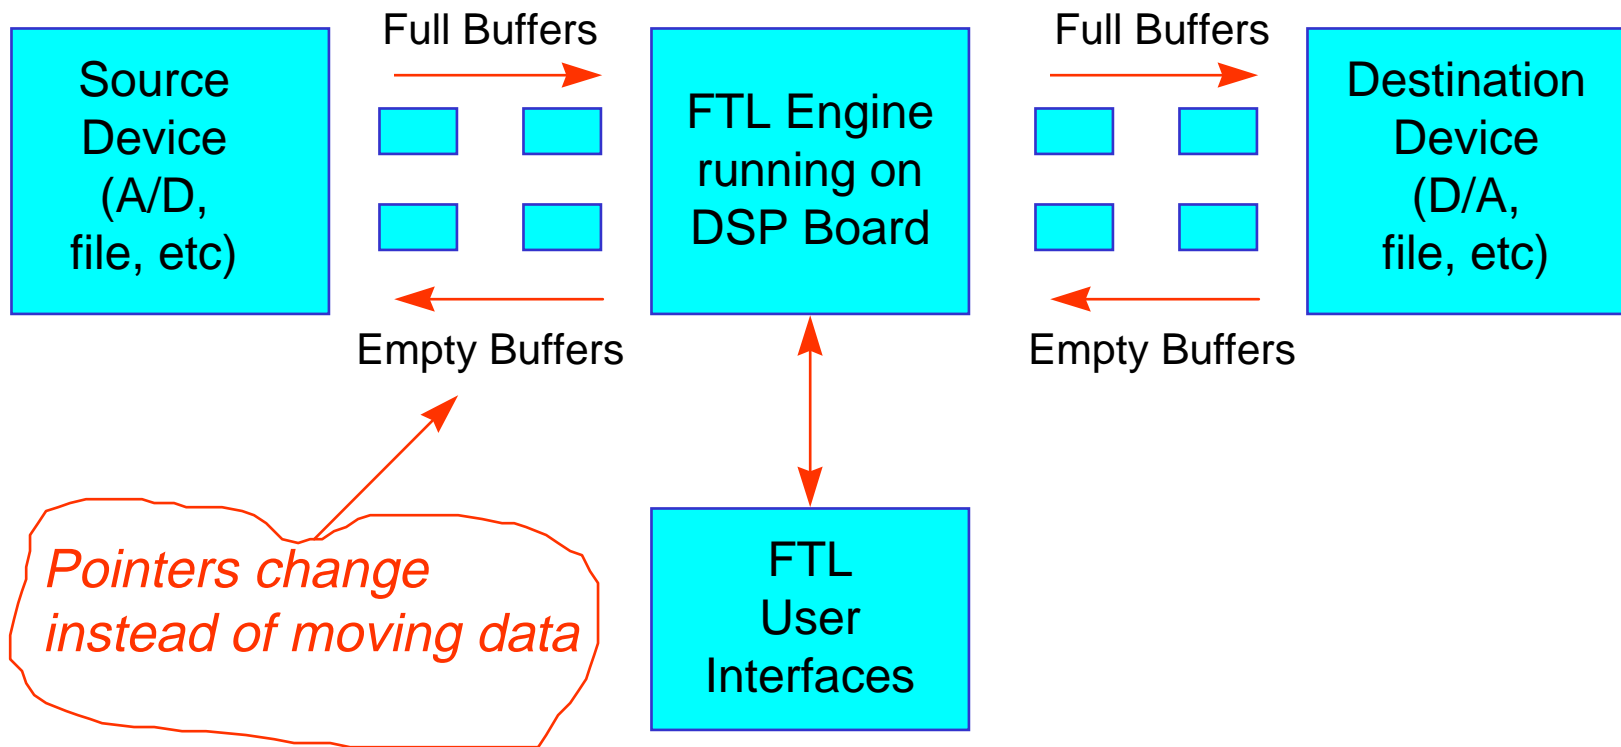 Full Buffers
Full Buffers
Source
Device
(A/D,
file, etc)
FTL Engine
running on
DSP Board
Destination
Device
(D/A,
file, etc)
Empty Buffers
Empty Buffers
Pointers change
instead of moving data
FTL
User
Interfaces